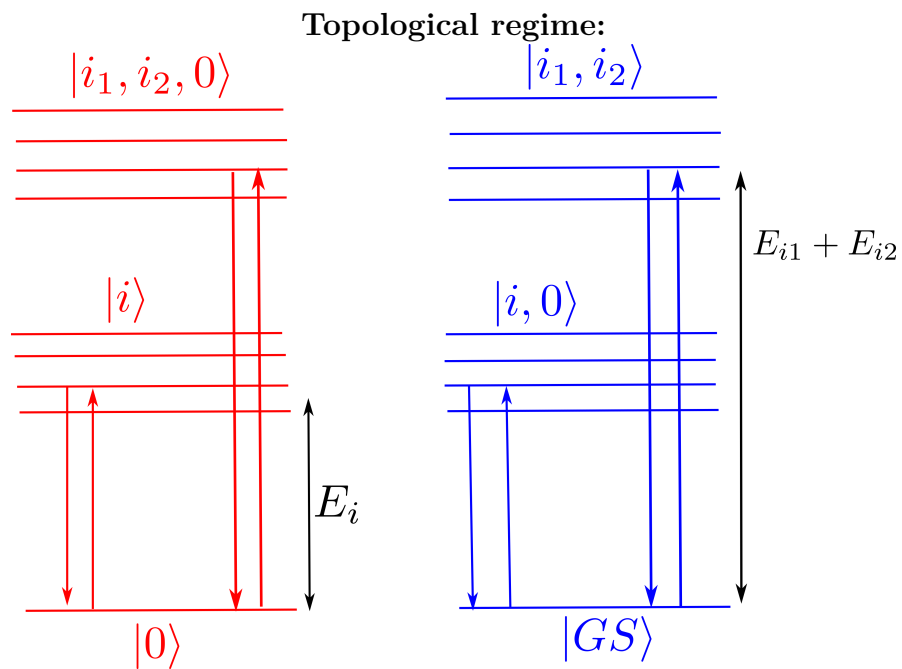 Topological regime:
|i₁, i₂, 0⟩
|i₁, i₂⟩
E_{i1} + E_{i2}
|i⟩
|i, 0⟩
E_i
|0⟩
|GS⟩